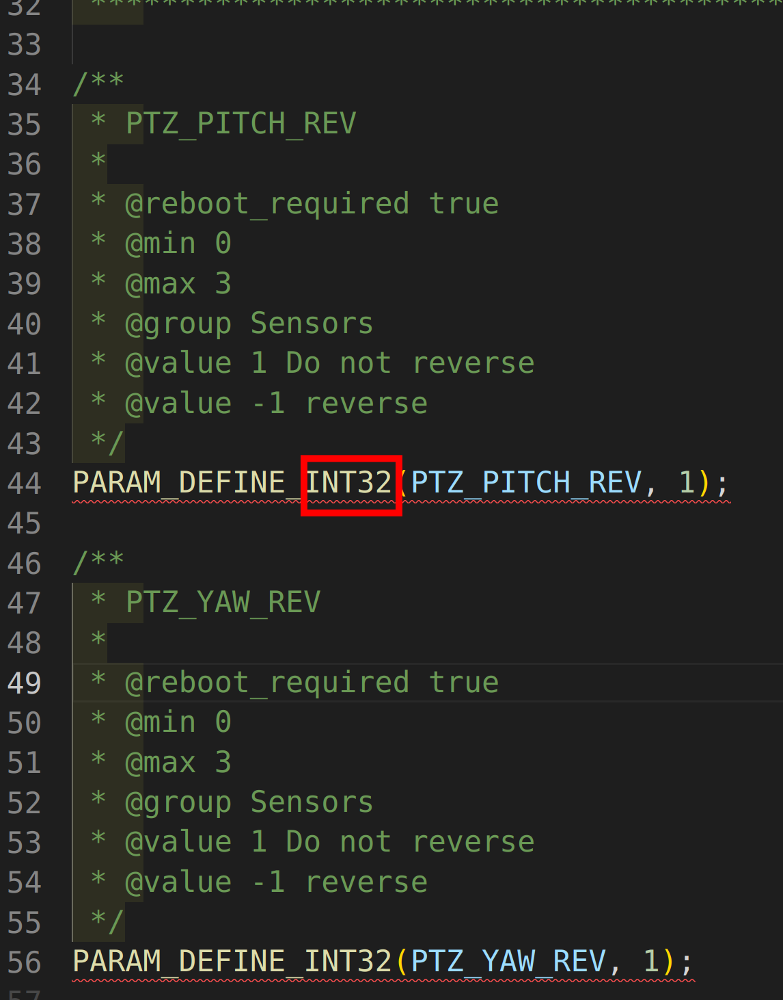 32 ****************************************
33
34 /**
35 * PTZ_PITCH_REV
36 *
37 * @reboot_required true
38 * @min 0
39 * @max 3
40 * @group Sensors
41 * @value 1 Do not reverse
42 * @value -1 reverse
43 */
44 PARAM_DEFINE_INT32(PTZ_PITCH_REV, 1);
45
46 /**
47 * PTZ_YAW_REV
48 *
49 * @reboot_required true
50 * @min 0
51 * @max 3
52 * @group Sensors
53 * @value 1 Do not reverse
54 * @value -1 reverse
55 */
56 PARAM_DEFINE_INT32(PTZ_YAW_REV, 1);
57